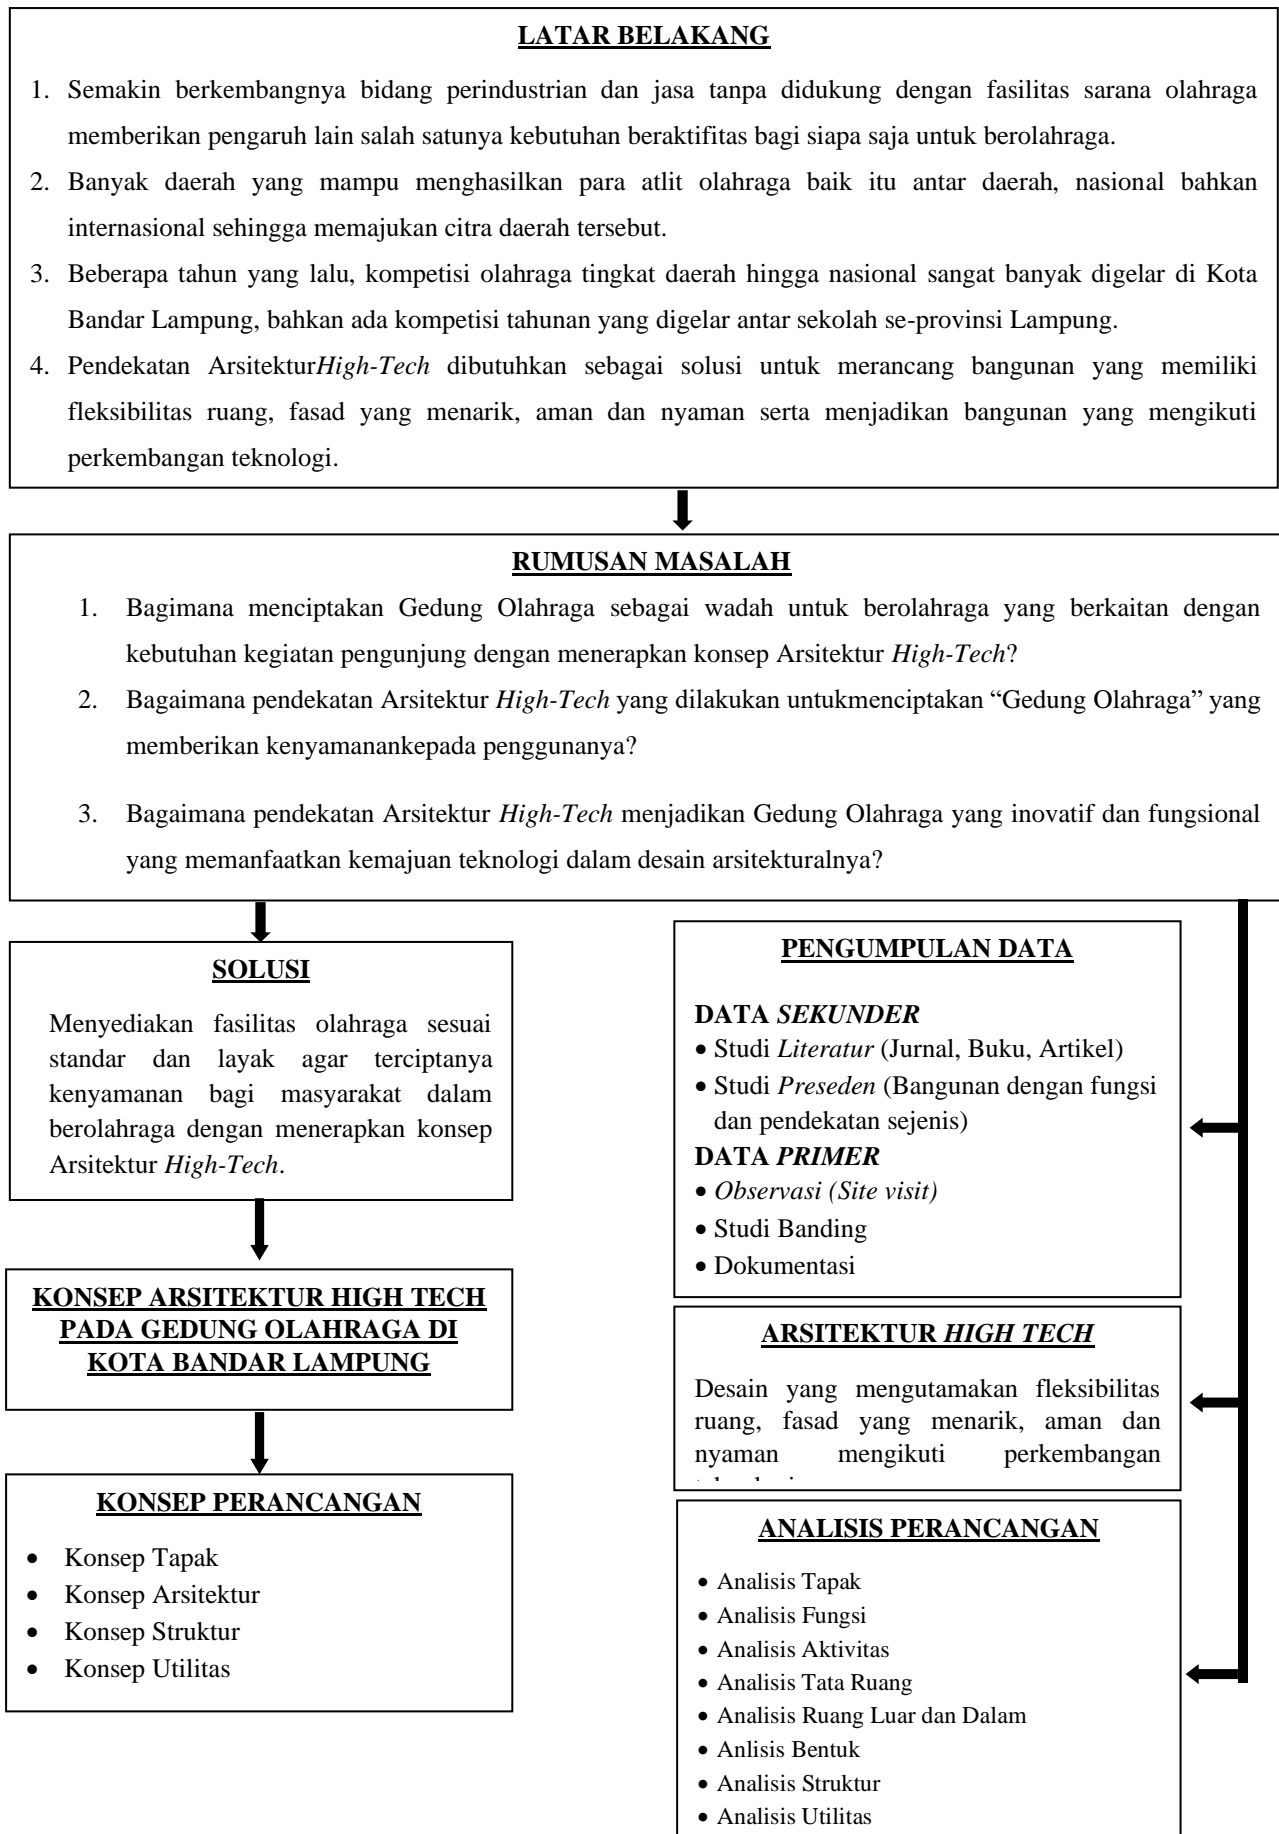 LATAR BELAKANG
1. Semakin berkembangnya bidang perindustrian dan jasa tanpa didukung dengan fasilitas sarana olahraga
memberikan pengaruh lain salah satunya kebutuhan beraktifitas bagi siapa saja untuk berolahraga.
2. Banyak daerah yang mampu menghasilkan para atlit olahraga baik itu antar daerah, nasional bahkan
internasional sehingga memajukan citra daerah tersebut.
3. Beberapa tahun yang lalu, kompetisi olahraga tingkat daerah hingga nasional sangat banyak digelar di Kota
Bandar Lampung, bahkan ada kompetisi tahunan yang digelar antar sekolah se-provinsi Lampung.
4. Pendekatan ArsitekturHigh-Tech dibutuhkan sebagai solusi untuk merancang bangunan yang memiliki
fleksibilitas ruang, fasad yang menarik, aman dan nyaman serta menjadikan bangunan yang mengikuti
perkembangan teknologi.
RUMUSAN MASALAH
1. Bagimana menciptakan Gedung Olahraga sebagai wadah untuk berolahraga yang berkaitan dengan
kebutuhan kegiatan pengunjung dengan menerapkan konsep Arsitektur High-Tech?
2. Bagaimana pendekatan Arsitektur High-Tech yang dilakukan untukmenciptakan “Gedung Olahraga” yang
memberikan kenyamanankepada penggunanya?
3. Bagaimana pendekatan Arsitektur High-Tech menjadikan Gedung Olahraga yang inovatif dan fungsional
yang memanfaatkan kemajuan teknologi dalam desain arsitekturalnya?
SOLUSI
Menyediakan fasilitas olahraga sesuai
standar dan layak agar terciptanya
kenyamanan bagi masyarakat dalam
berolahraga dengan menerapkan konsep
Arsitektur High-Tech.
KONSEP ARSITEKTUR HIGH TECH
PADA GEDUNG OLAHRAGA DI
KOTA BANDAR LAMPUNG
KONSEP PERANCANGAN
• Konsep Tapak
• Konsep Arsitektur
• Konsep Struktur
• Konsep Utilitas
PENGUMPULAN DATA
DATA SEKUNDER
• Studi Literatur (Jurnal, Buku, Artikel)
• Studi Preseden (Bangunan dengan fungsi
dan pendekatan sejenis)
DATA PRIMER
• Observasi (Site visit)
• Studi Banding
• Dokumentasi
ARSITEKTUR HIGH TECH
Desain yang mengutamakan fleksibilitas
ruang, fasad yang menarik, aman dan
nyaman mengikuti perkembangan
ANALISIS PERANCANGAN
• Analisis Tapak
• Analisis Fungsi
• Analisis Aktivitas
• Analisis Tata Ruang
• Analisis Ruang Luar dan Dalam
• Anlisis Bentuk
• Analisis Struktur
• Analisis Utilitas